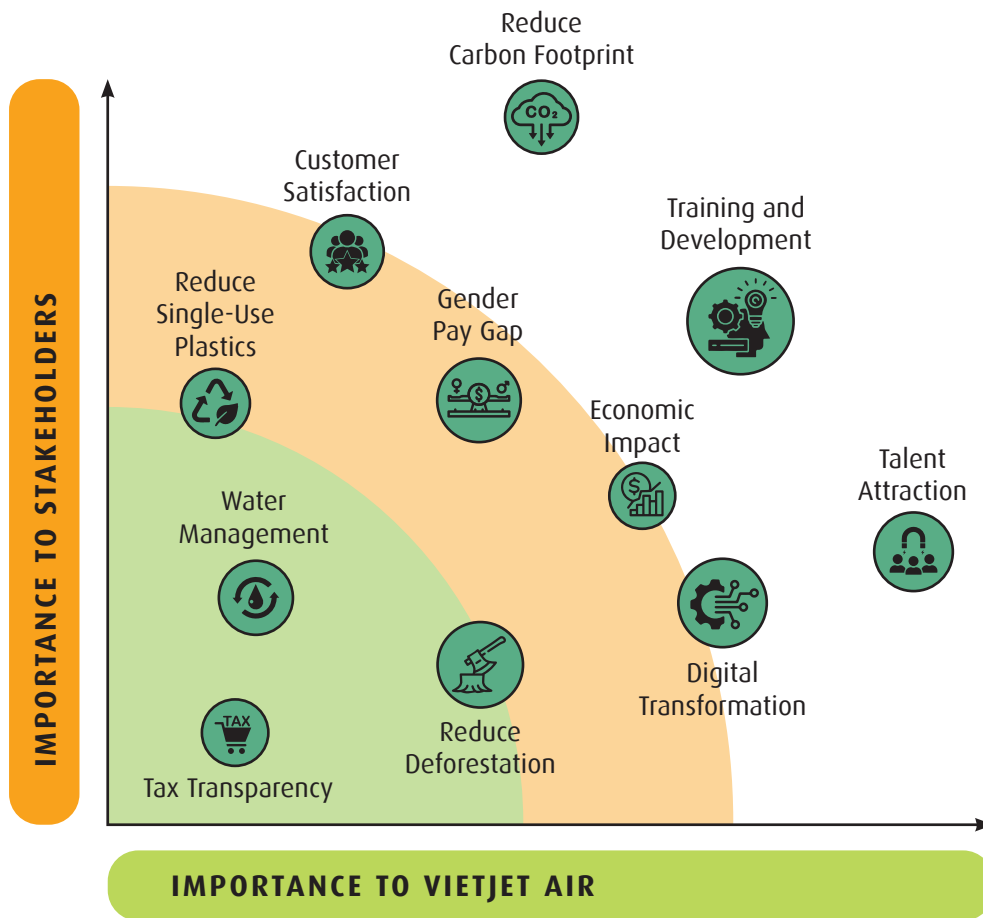 Reduce
Carbon Footprint
CO₂
Customer
Satisfaction
Training and
Development
Reduce
Single-Use
Plastics
Gender
Pay Gap
$
Economic
Impact
$
Talent
Attraction
Water
Management
Digital
Transformation
TAX
Tax Transparency
Reduce
Deforestation
IMPORTANCE TO STAKEHOLDERS
IMPORTANCE TO VIETJET AIR